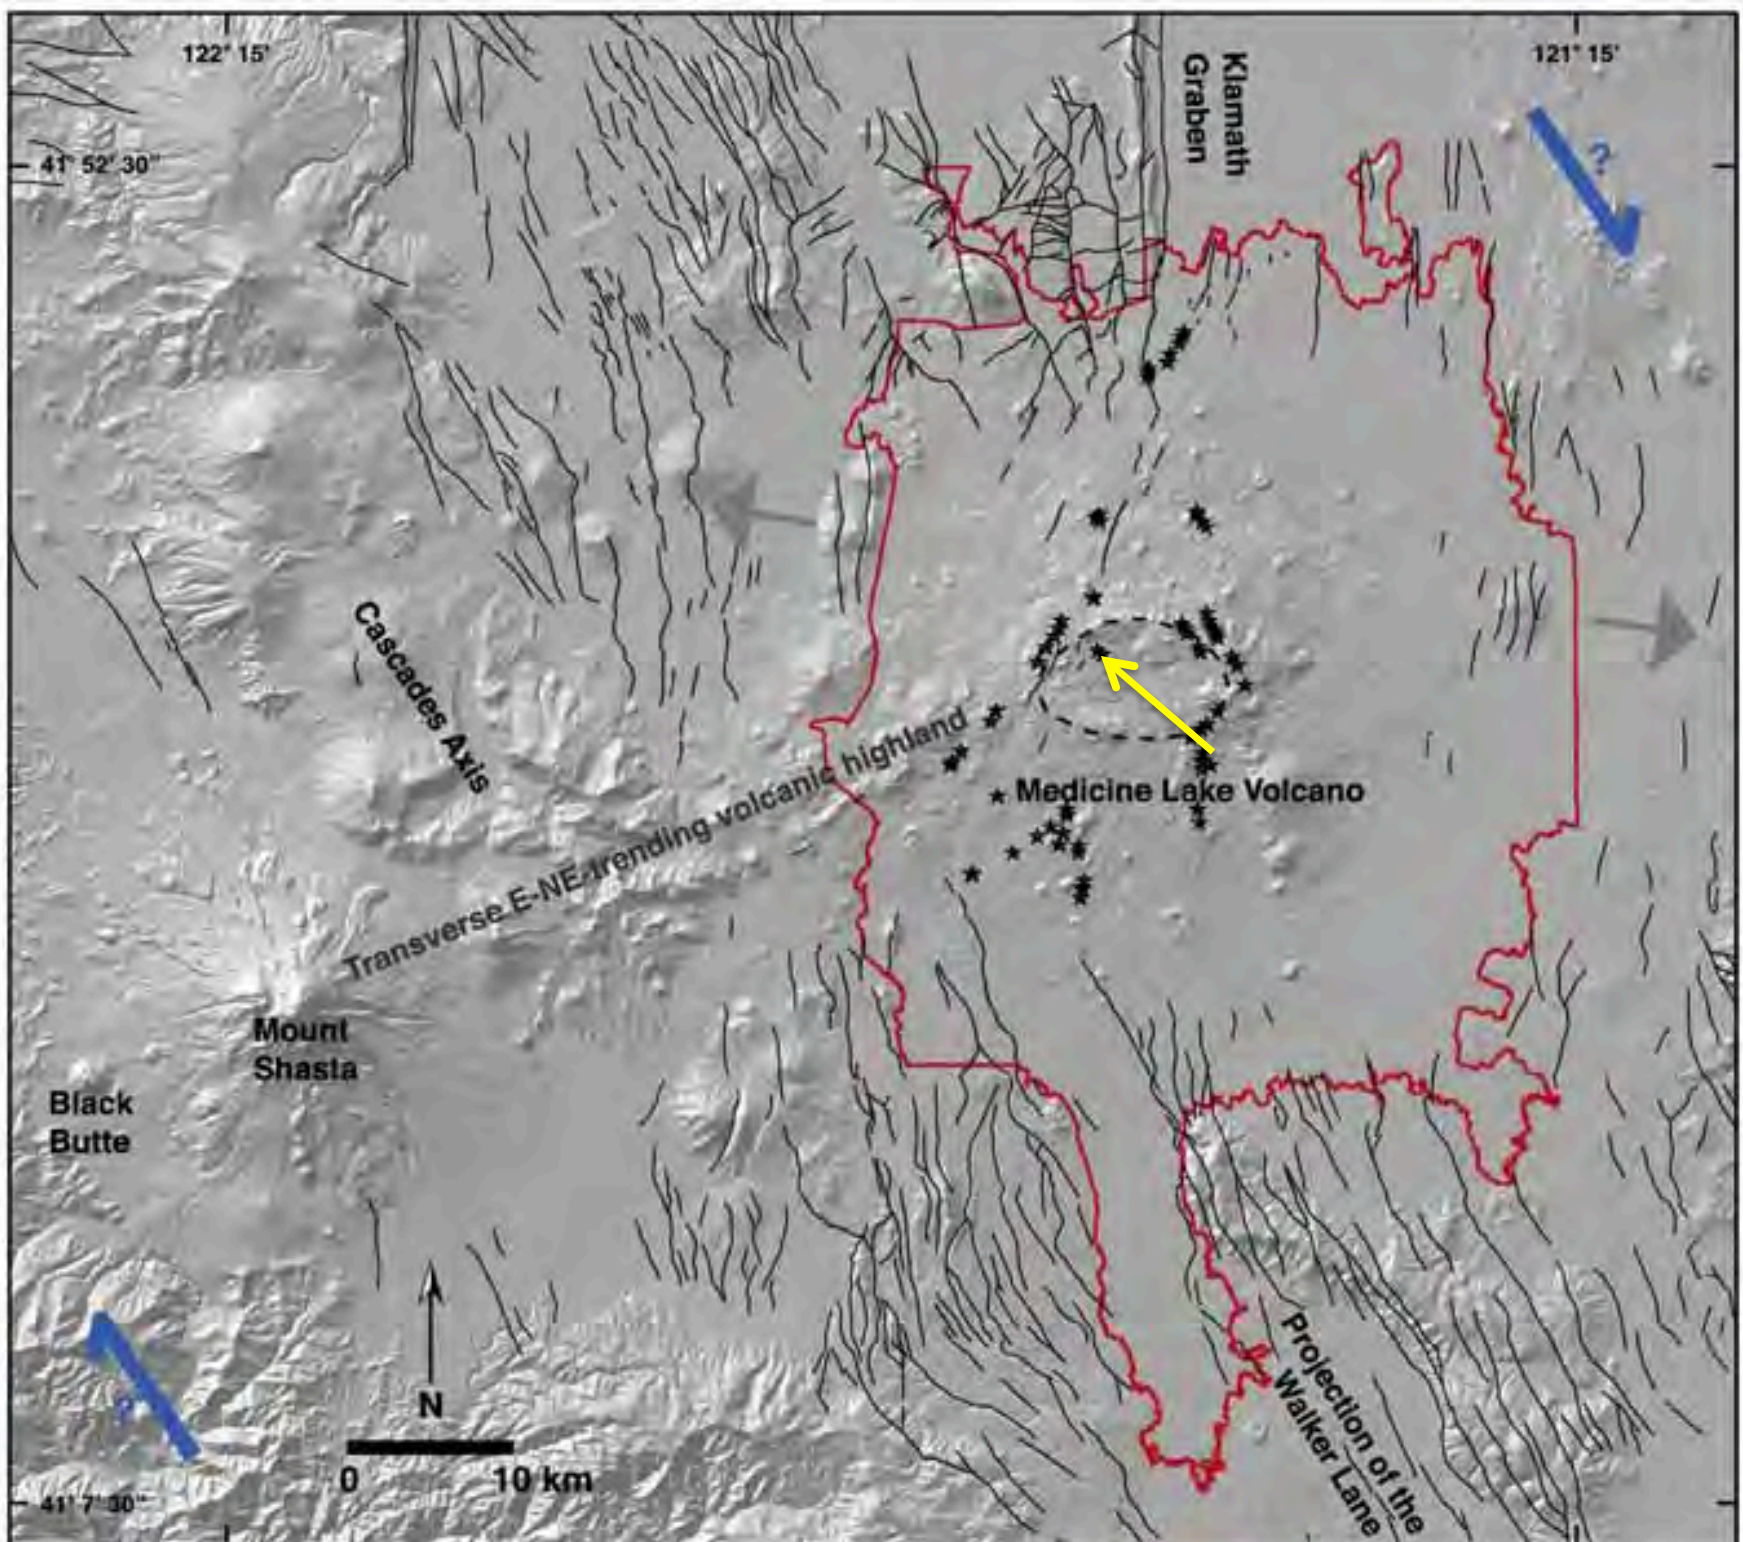 122° 15'
121° 15'
Klamath
Graben
41° 52' 30"
?
Cascades Axis
Transverse E-NE-trending volcanic highland
Medicine Lake Volcano
Mount
Shasta
Black
Butte
?
N
0 10 km
41° 7' 30"
Projection of the
Walker Lane